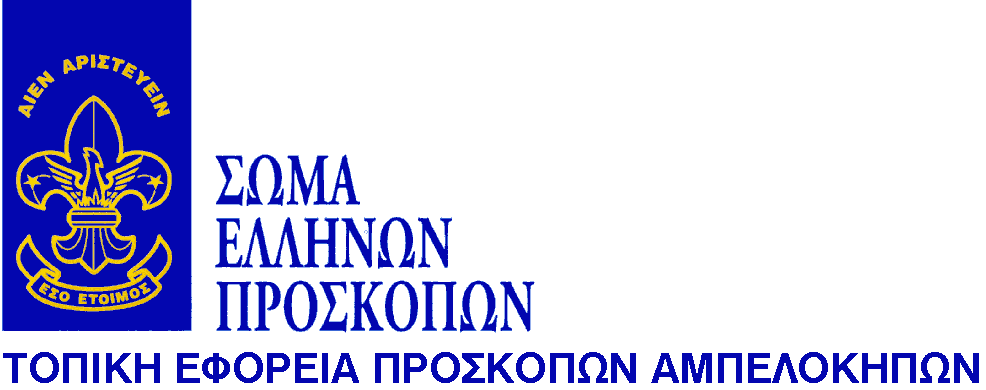 ΑΙΕΝ ΑΡΙΣΤΕΥΕΙΝ
ΕΣΟ ΕΤΟΙΜΟΣ
ΣΩΜΑ
ΕΛΛΗΝΩΝ
ΠΡΟΣΚΟΠΩΝ
ΤΟΠΙΚΗ ΕΦΟΡΕΙΑ ΠΡΟΣΚΟΠΩΝ ΑΜΠΕΛΟΚΗΠΩΝ